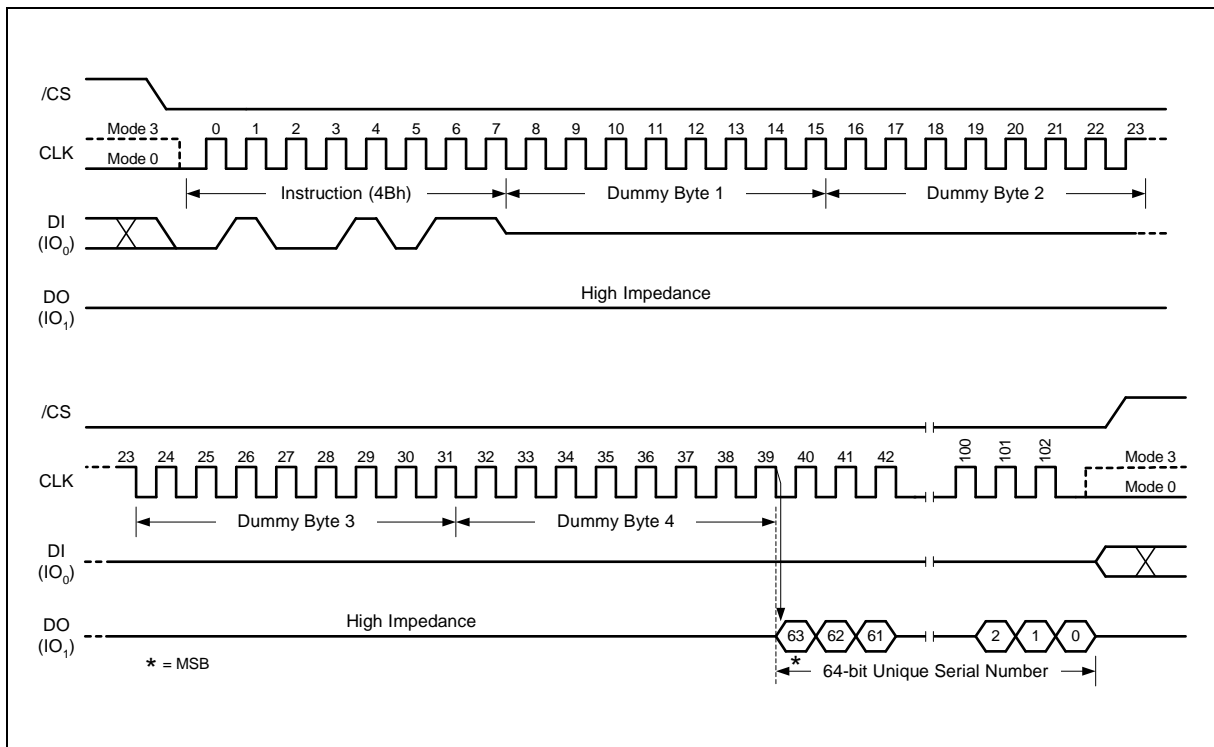 /CS
Mode 3 0 1 2 3 4 5 6 7 8 9 10 11 12 13 14 15 16 17 18 19 20 21 22 23
CLK
Mode 0
Instruction (4Bh) Dummy Byte 1 Dummy Byte 2
DI
(IO0)
High Impedance
DO
(IO1)
/CS
23 24 25 26 27 28 29 30 31 32 33 34 35 36 37 38 39 40 41 42 100 101 102 Mode 3
CLK
Mode 0
Dummy Byte 3 Dummy Byte 4
DI
(IO0)
High Impedance
DO
(IO1)
63 62 61 2 1 0
* = MSB
* 64-bit Unique Serial Number